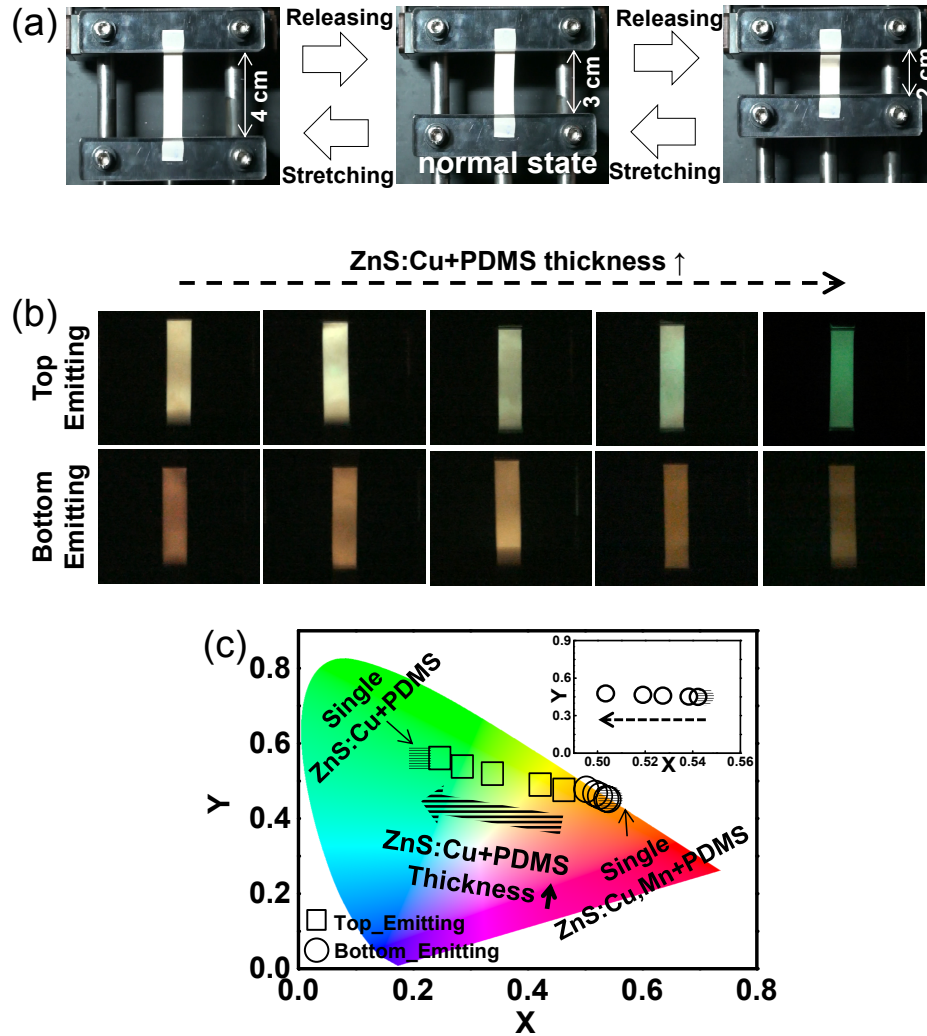 (a)
Releasing
Releasing
4 cm
3 cm
2 cm
Stretching
normal state
Stretching
ZnS:Cu+PDMS thickness ↑
(b)
Top
Emitting
Bottom
Emitting
(c)
0.8
0.6
0.4
0.2
0.0
Y
Single
ZnS:Cu+PDMS
0.9
0.6
0.3
0.0
Y
0.50
0.52
0.54
0.56
X
ZnS:Cu+PDMS
Thickness
Single
ZnS:Cu,Mn+PDMS
Top_Emitting
Bottom_Emitting
0.0
0.2
0.4
0.6
0.8
X